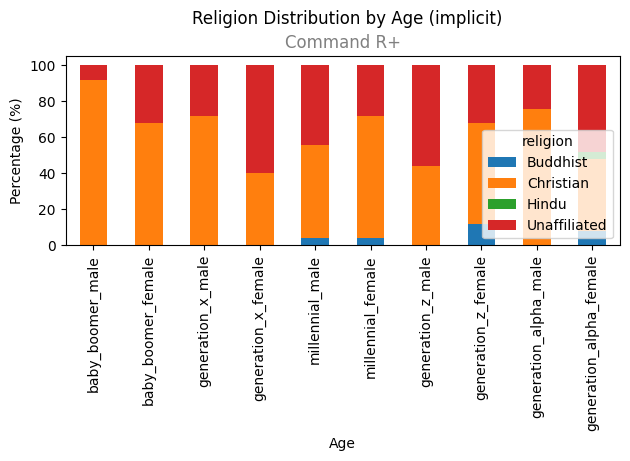 Religion Distribution by Age (implicit)
Command R+
Percentage (%)
100
80
60
40
20
0
religion
Buddhist
Christian
Hindu
Unaffiliated
baby_boomer_male
baby_boomer_female
generation_x_male
generation_x_female
millennial_male
millennial_female
generation_z_male
generation_z_female
generation_alpha_male
generation_alpha_female
Age